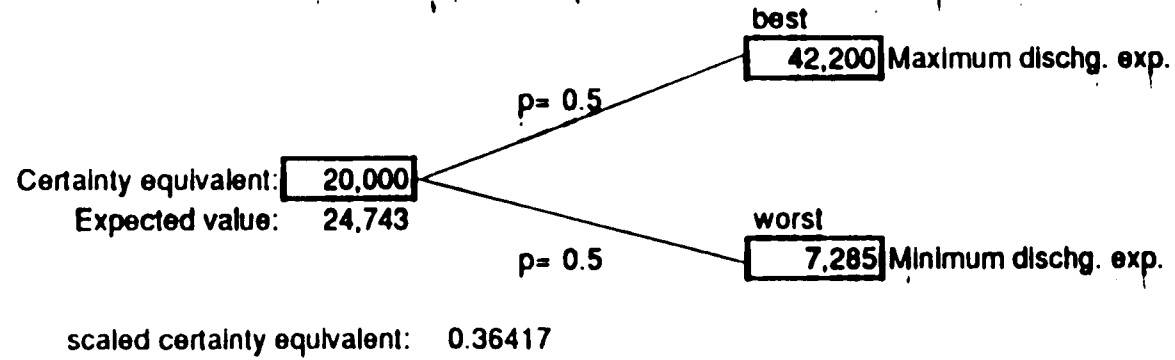 best
42,200 Maximum dischg. exp.
p= 0.5
Certainty equivalent: 20,000
Expected value: 24,743
worst
p= 0.5
7,285 Minimum dischg. exp.
scaled certainty equivalent: 0.36417